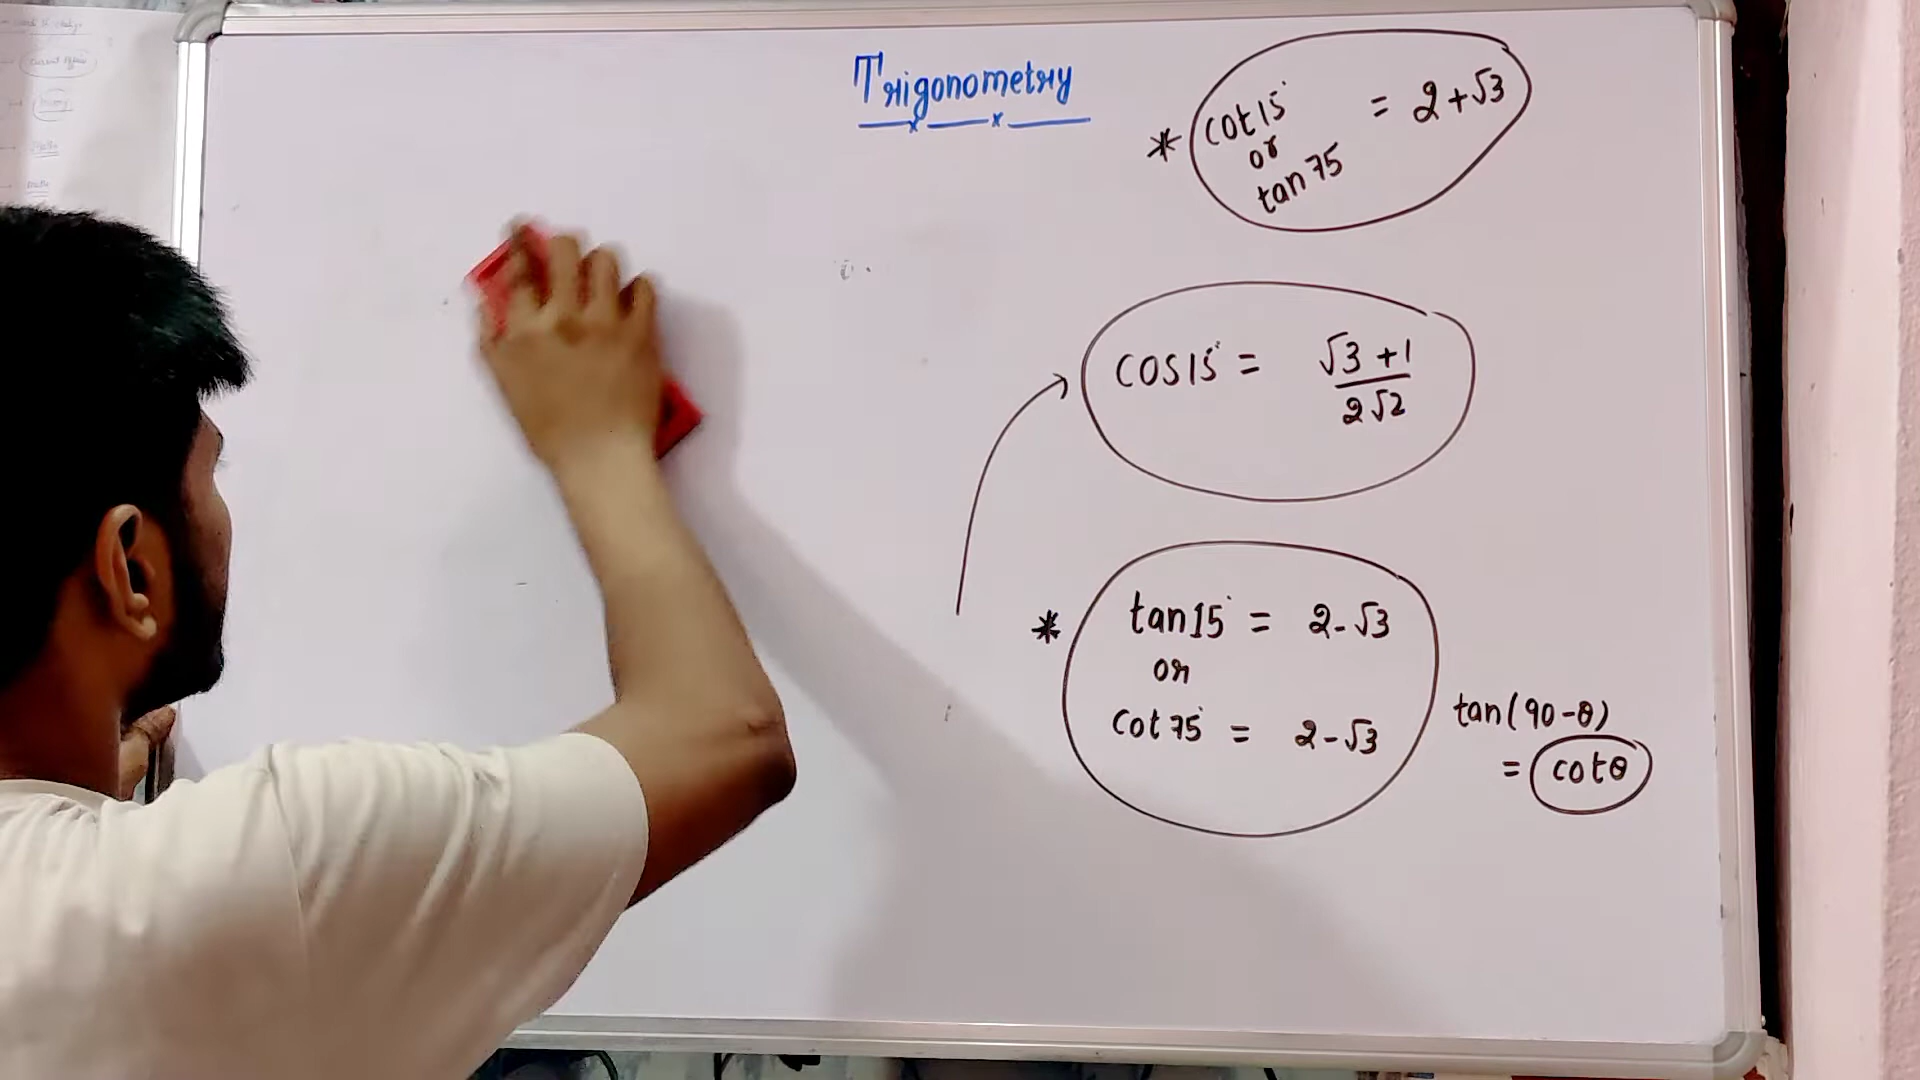 Trigonometry
* cot15° = 2+√3
or
tan75
cos15° = √3+1
2√2
* tan15° = 2-√3
or
cot75° = 2-√3
tan(90-θ)
= cotθ